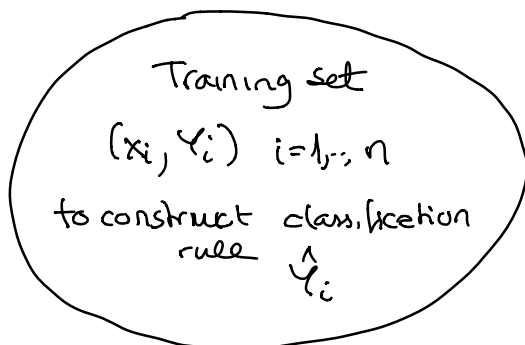 Training set
(xi, Yi) i=1,.., n
to construct classification
rule Ŷi